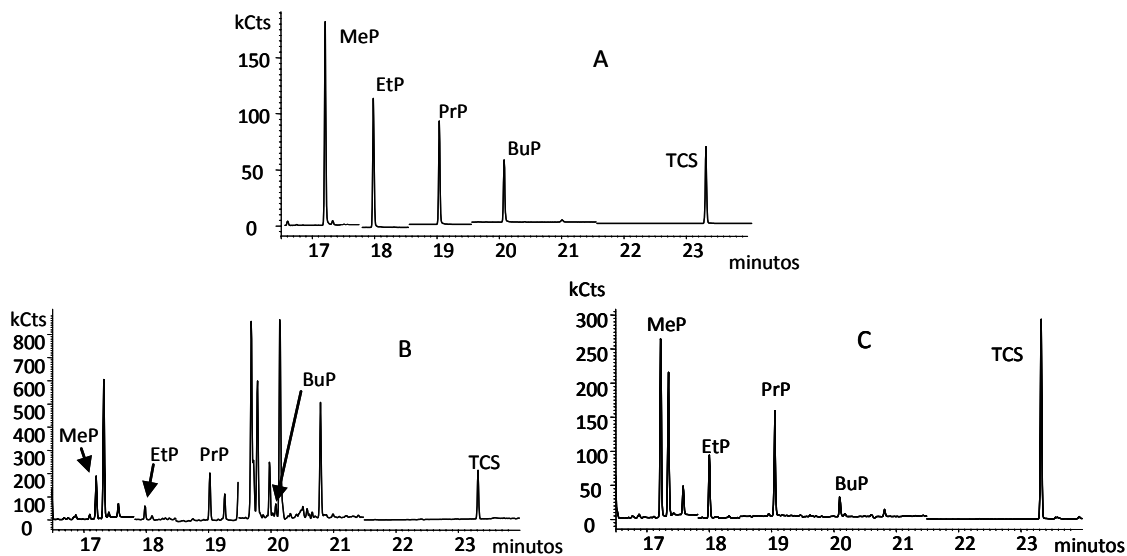 kCts
150
100
50
0
MeP
EtP
PrP
BuP
TCS
A
17 18 19 20 21 22 23
minutos
kCts
800
700
600
500
400
300
200
100
0
MeP
EtP
PrP
BuP
TCS
B
17 18 19 20 21 22 23 minutos
kCts
300
250
200
150
100
50
0
MeP
EtP
PrP
BuP
TCS
C
17 18 19 20 21 22 23 minutos